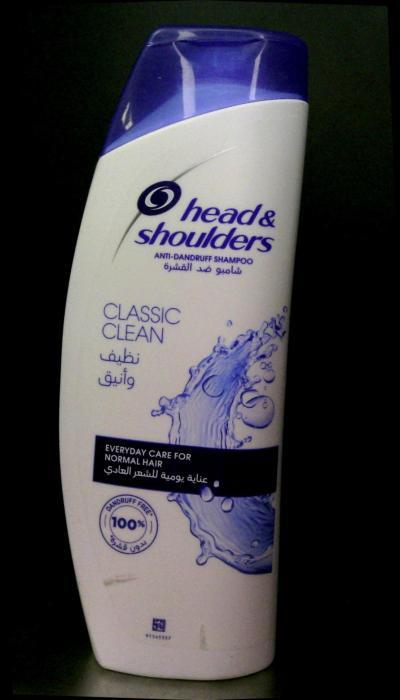 head &
shoulders
ANTI-DANDRUFF SHAMPOO
شامبو ضد القشرة
CLASSIC
CLEAN
نظيف
وأنيق
EVERYDAY CARE FOR
NORMAL HAIR
عناية يومية للشعر العادي
DANDRUFF FREE*
100%
بدون قشرة*